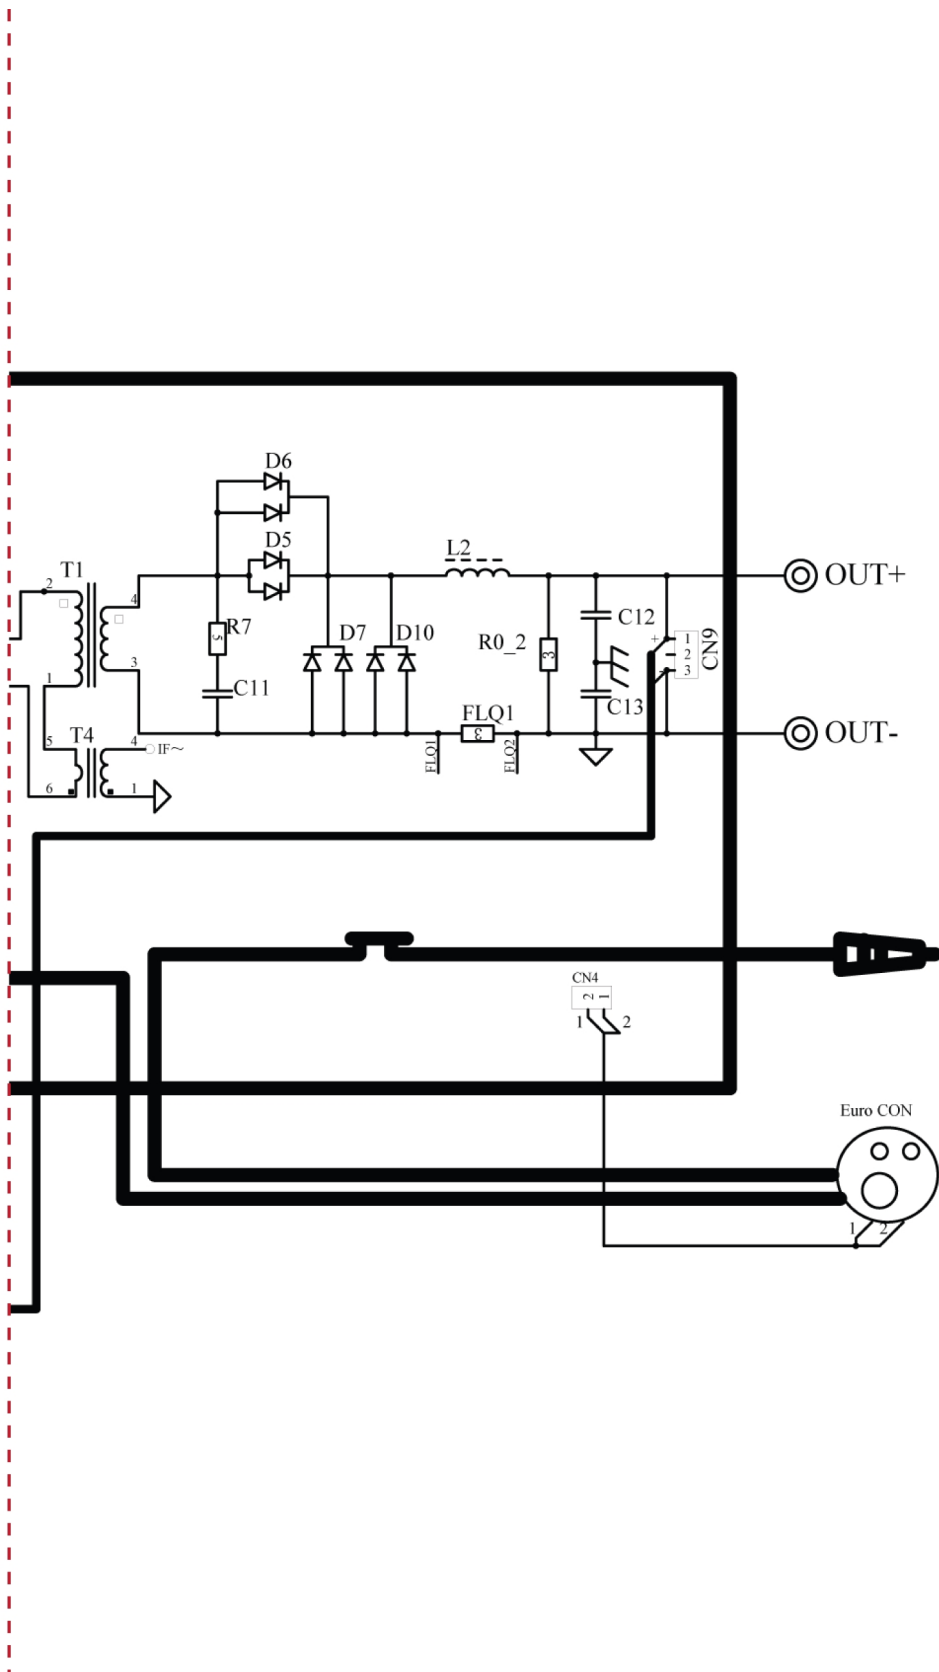 D6
D5
L2
T1
2
4
OUT+
R7
C12
D7
D10
R0_2
5
3
+
1
2
3
CN9
3
1
C11
C13
-
FLQ1
3
T4
5
4
IF~
FLQ1
FLQ2
OUT-
6
1
CN4
2
1
1
2
Euro CON
1
2